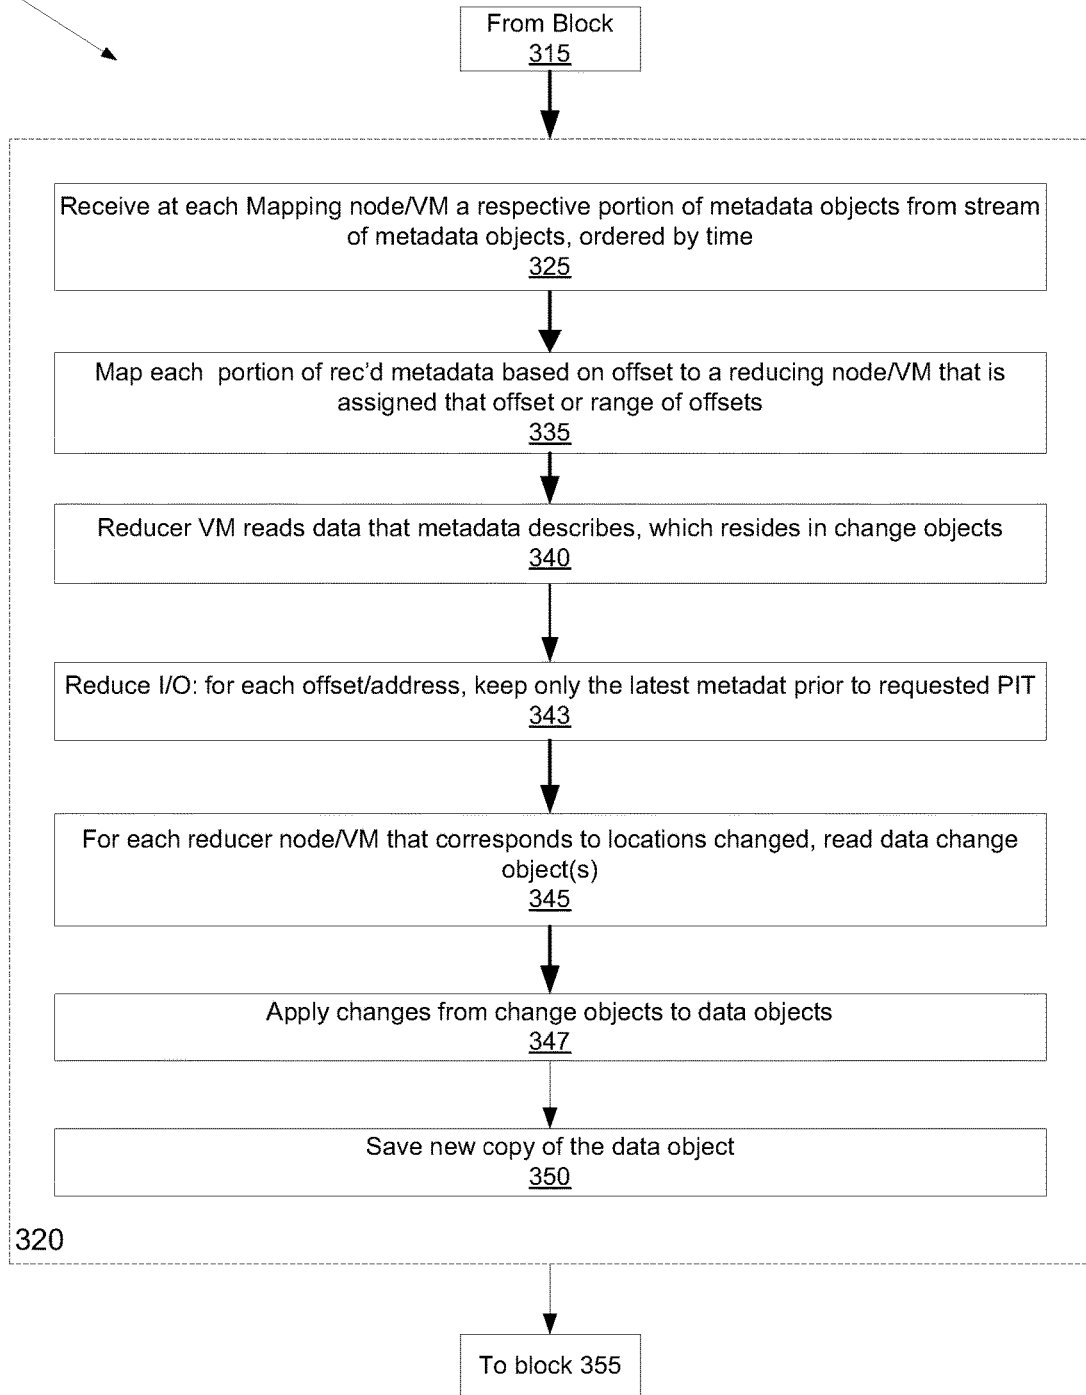 From Block
315
Receive at each Mapping node/VM a respective portion of metadata objects from stream
of metadata objects, ordered by time
325
Map each portion of rec'd metadata based on offset to a reducing node/VM that is
assigned that offset or range of offsets
335
Reducer VM reads data that metadata describes, which resides in change objects
340
Reduce I/O: for each offset/address, keep only the latest metadat prior to requested PIT
343
For each reducer node/VM that corresponds to locations changed, read data change
object(s)
345
Apply changes from change objects to data objects
347
Save new copy of the data object
350
320
To block 355